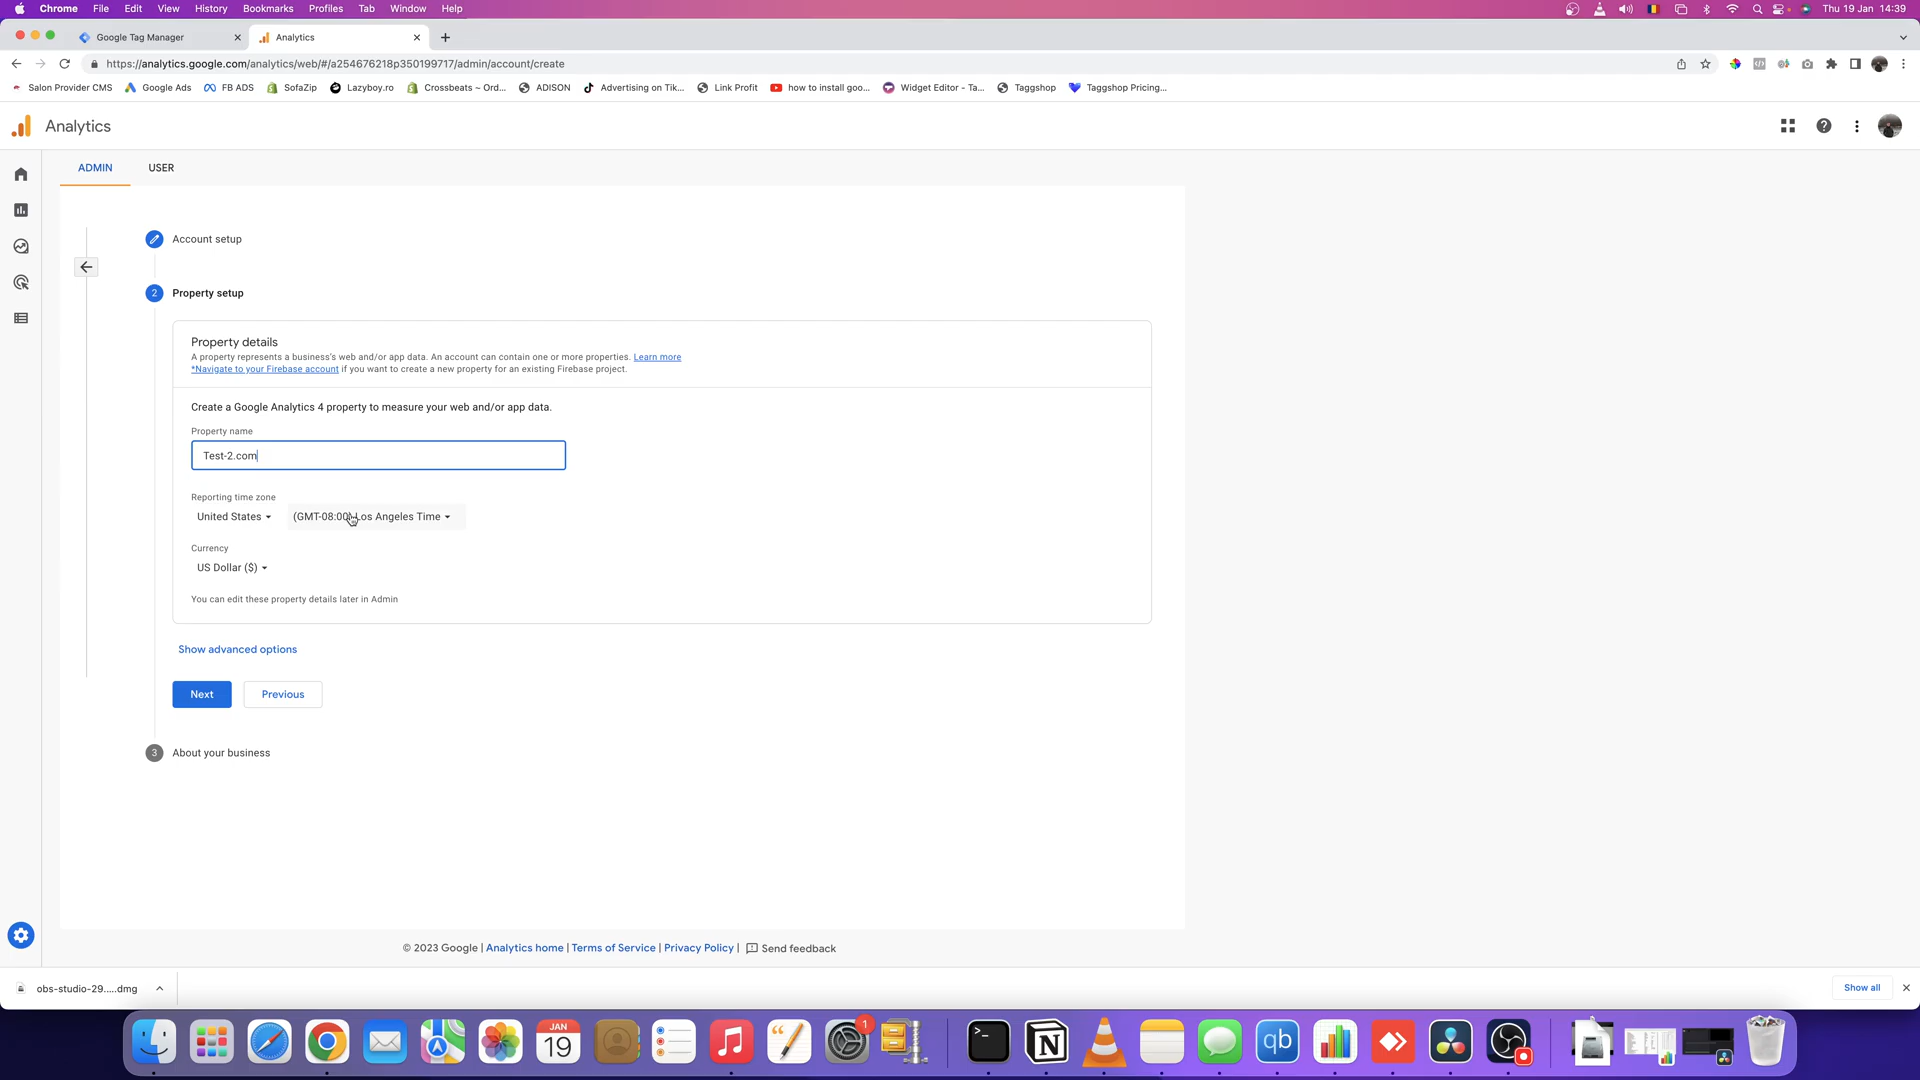 Chrome File Edit View History Bookmarks Profiles Tab Window Help Thu 19 Jan 14:39
Google Tag Manager Analytics
https://analytics.google.com/analytics/web/#/a254676218p350199717/admin/account/create
Salon Provider CMS Google Ads FB ADS SofaZip Lazyboy.ro Crossbeats ~ Ord... ADISON Advertising on Tik... Link Profit how to install goo... Widget Editor - Ta... Taggshop Taggshop Pricing...
Analytics
ADMIN USER
Account setup
2 Property setup
Property details
A property represents a business's web and/or app data. An account can contain one or more properties. Learn more
*Navigate to your Firebase account if you want to create a new property for an existing Firebase project.
Create a Google Analytics 4 property to measure your web and/or app data.
Property name
Test-2.com
Reporting time zone
United States (GMT-08:00) Los Angeles Time
Currency
US Dollar ($)
You can edit these property details later in Admin
Show advanced options
Next Previous
3 About your business
© 2023 Google | Analytics home | Terms of Service | Privacy Policy | Send feedback
obs-studio-29.....dmg Show all
JAN
19
1
qb